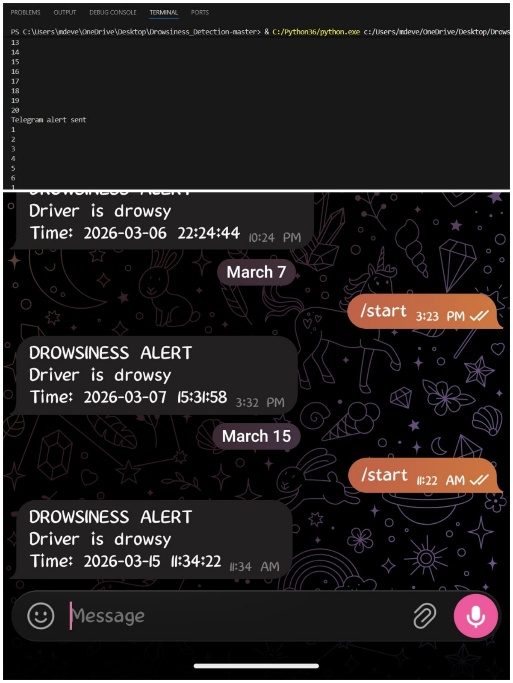 PROBLEMS OUTPUT DEBUG CONSOLE TERMINAL PORTS
PS C:\Users\mdeve\OneDrive\Desktop\Drowsiness_Detection-master> & C:/Python36/python.exe c:/Users/mdeve/OneDrive/Desktop/Drows
13
14
15
16
17
18
19
20
Telegram alert sent
1
2
3
4
5
6
DROWSINESS ALERT
Driver is drowsy
Time: 2026-03-06 22:24:44 10:24 PM
March 7
/start 3:23 PM
DROWSINESS ALERT
Driver is drowsy
Time: 2026-03-07 15:31:58 3:32 PM
March 15
/start 11:22 AM
DROWSINESS ALERT
Driver is drowsy
Time: 2026-03-15 11:34:22 11:34 AM
Message